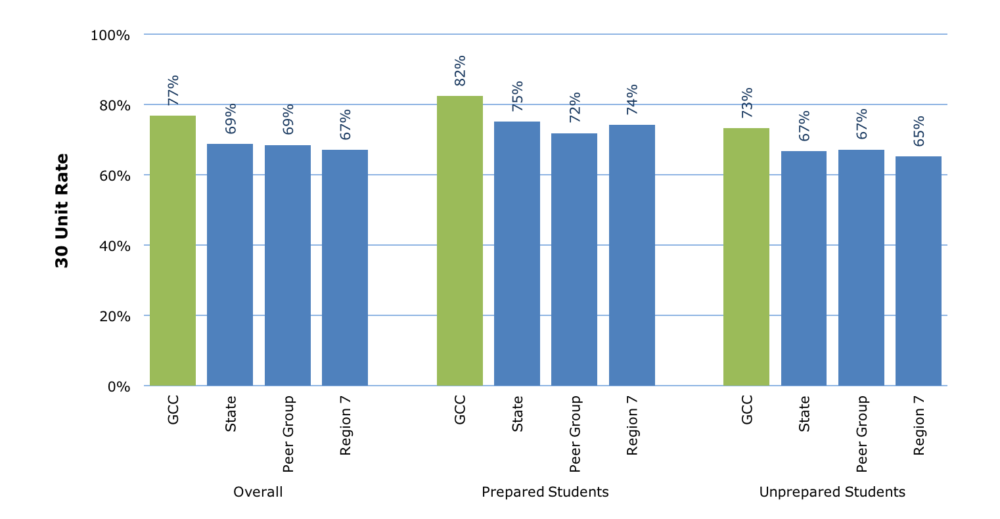 30 Unit Rate
100%
80%
60%
40%
20%
0%
77%
69%
69%
67%
82%
75%
72%
74%
73%
67%
67%
65%
GCC
State
Peer Group
Region 7
GCC
State
Peer Group
Region 7
GCC
State
Peer Group
Region 7
Overall
Prepared Students
Unprepared Students